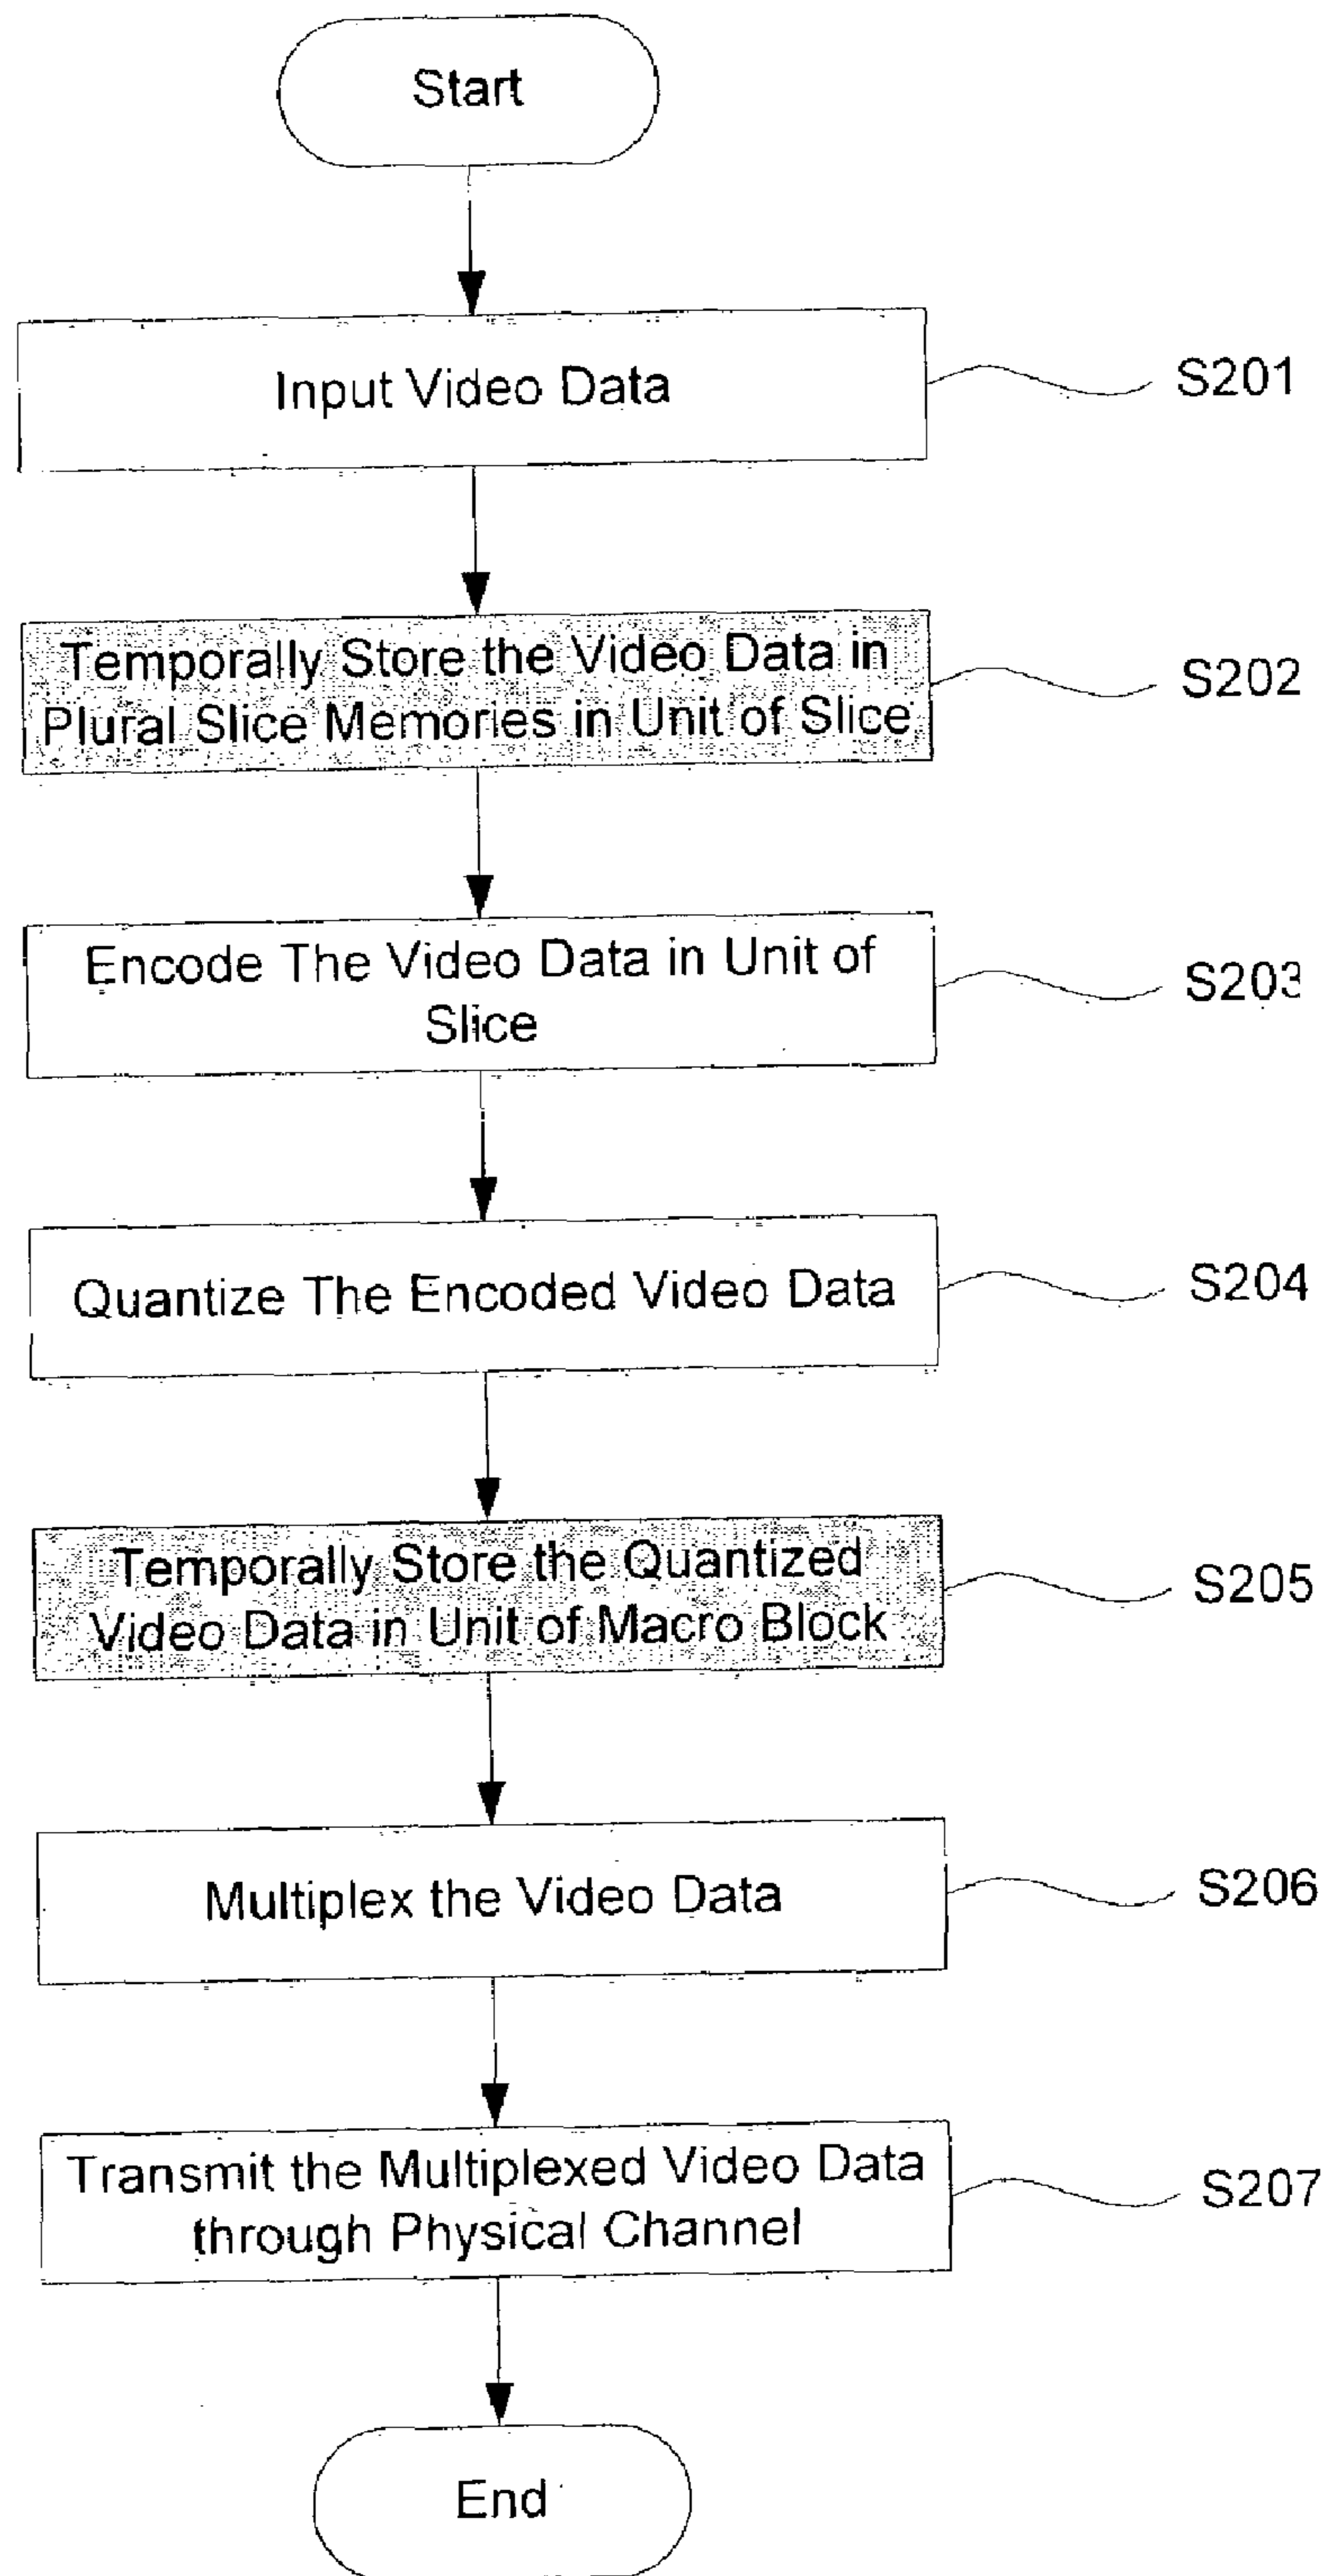 Start
Input Video Data
S201
Temporally Store the Video Data in
Plural Slice Memories in Unit of Slice
S202
Encode The Video Data in Unit of
Slice
S203
Quantize The Encoded Video Data
S204
Temporally Store the Quantized
Video Data in Unit of Macro Block
S205
Multiplex the Video Data
S206
Transmit the Multiplexed Video Data
through Physical Channel
S207
End